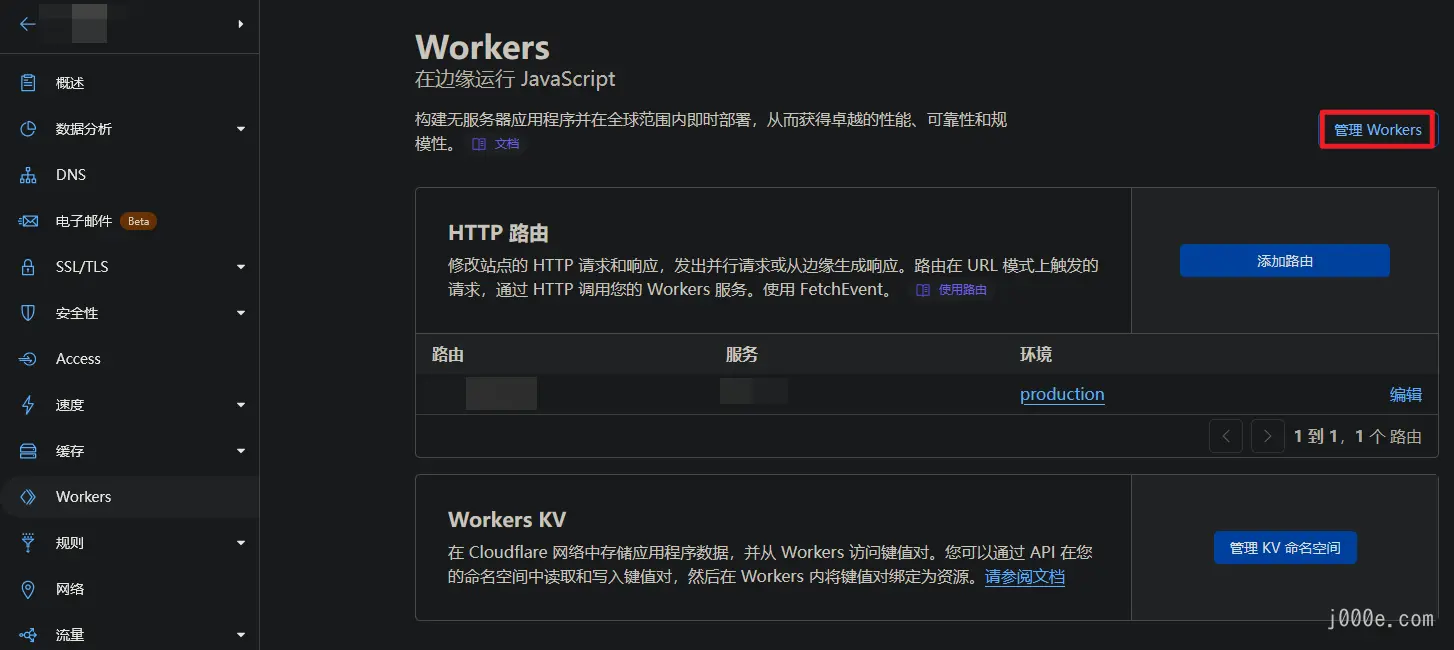 概述
数据分析
DNS
电子邮件 Beta
SSL/TLS
安全性
Access
速度
缓存
Workers
规则
网络
流量
Workers
在边缘运行 JavaScript
构建无服务器应用程序并在全球范围内即时部署，从而获得卓越的性能、可靠性和规
模性。 文档
管理 Workers
HTTP 路由
修改站点的 HTTP 请求和响应，发出并行请求或从边缘生成响应。路由在 URL 模式上触发的
请求，通过 HTTP 调用您的 Workers 服务。使用 FetchEvent。 使用路由
添加路由
路由 服务 环境
production 编辑
1 到 1，1 个 路由
Workers KV
在 Cloudflare 网络中存储应用程序数据，并从 Workers 访问键值对。您可以通过 API 在您
的命名空间中读取和写入键值对，然后在 Workers 内将键值对绑定为资源。请参阅文档
管理 KV 命名空间
j000e.com